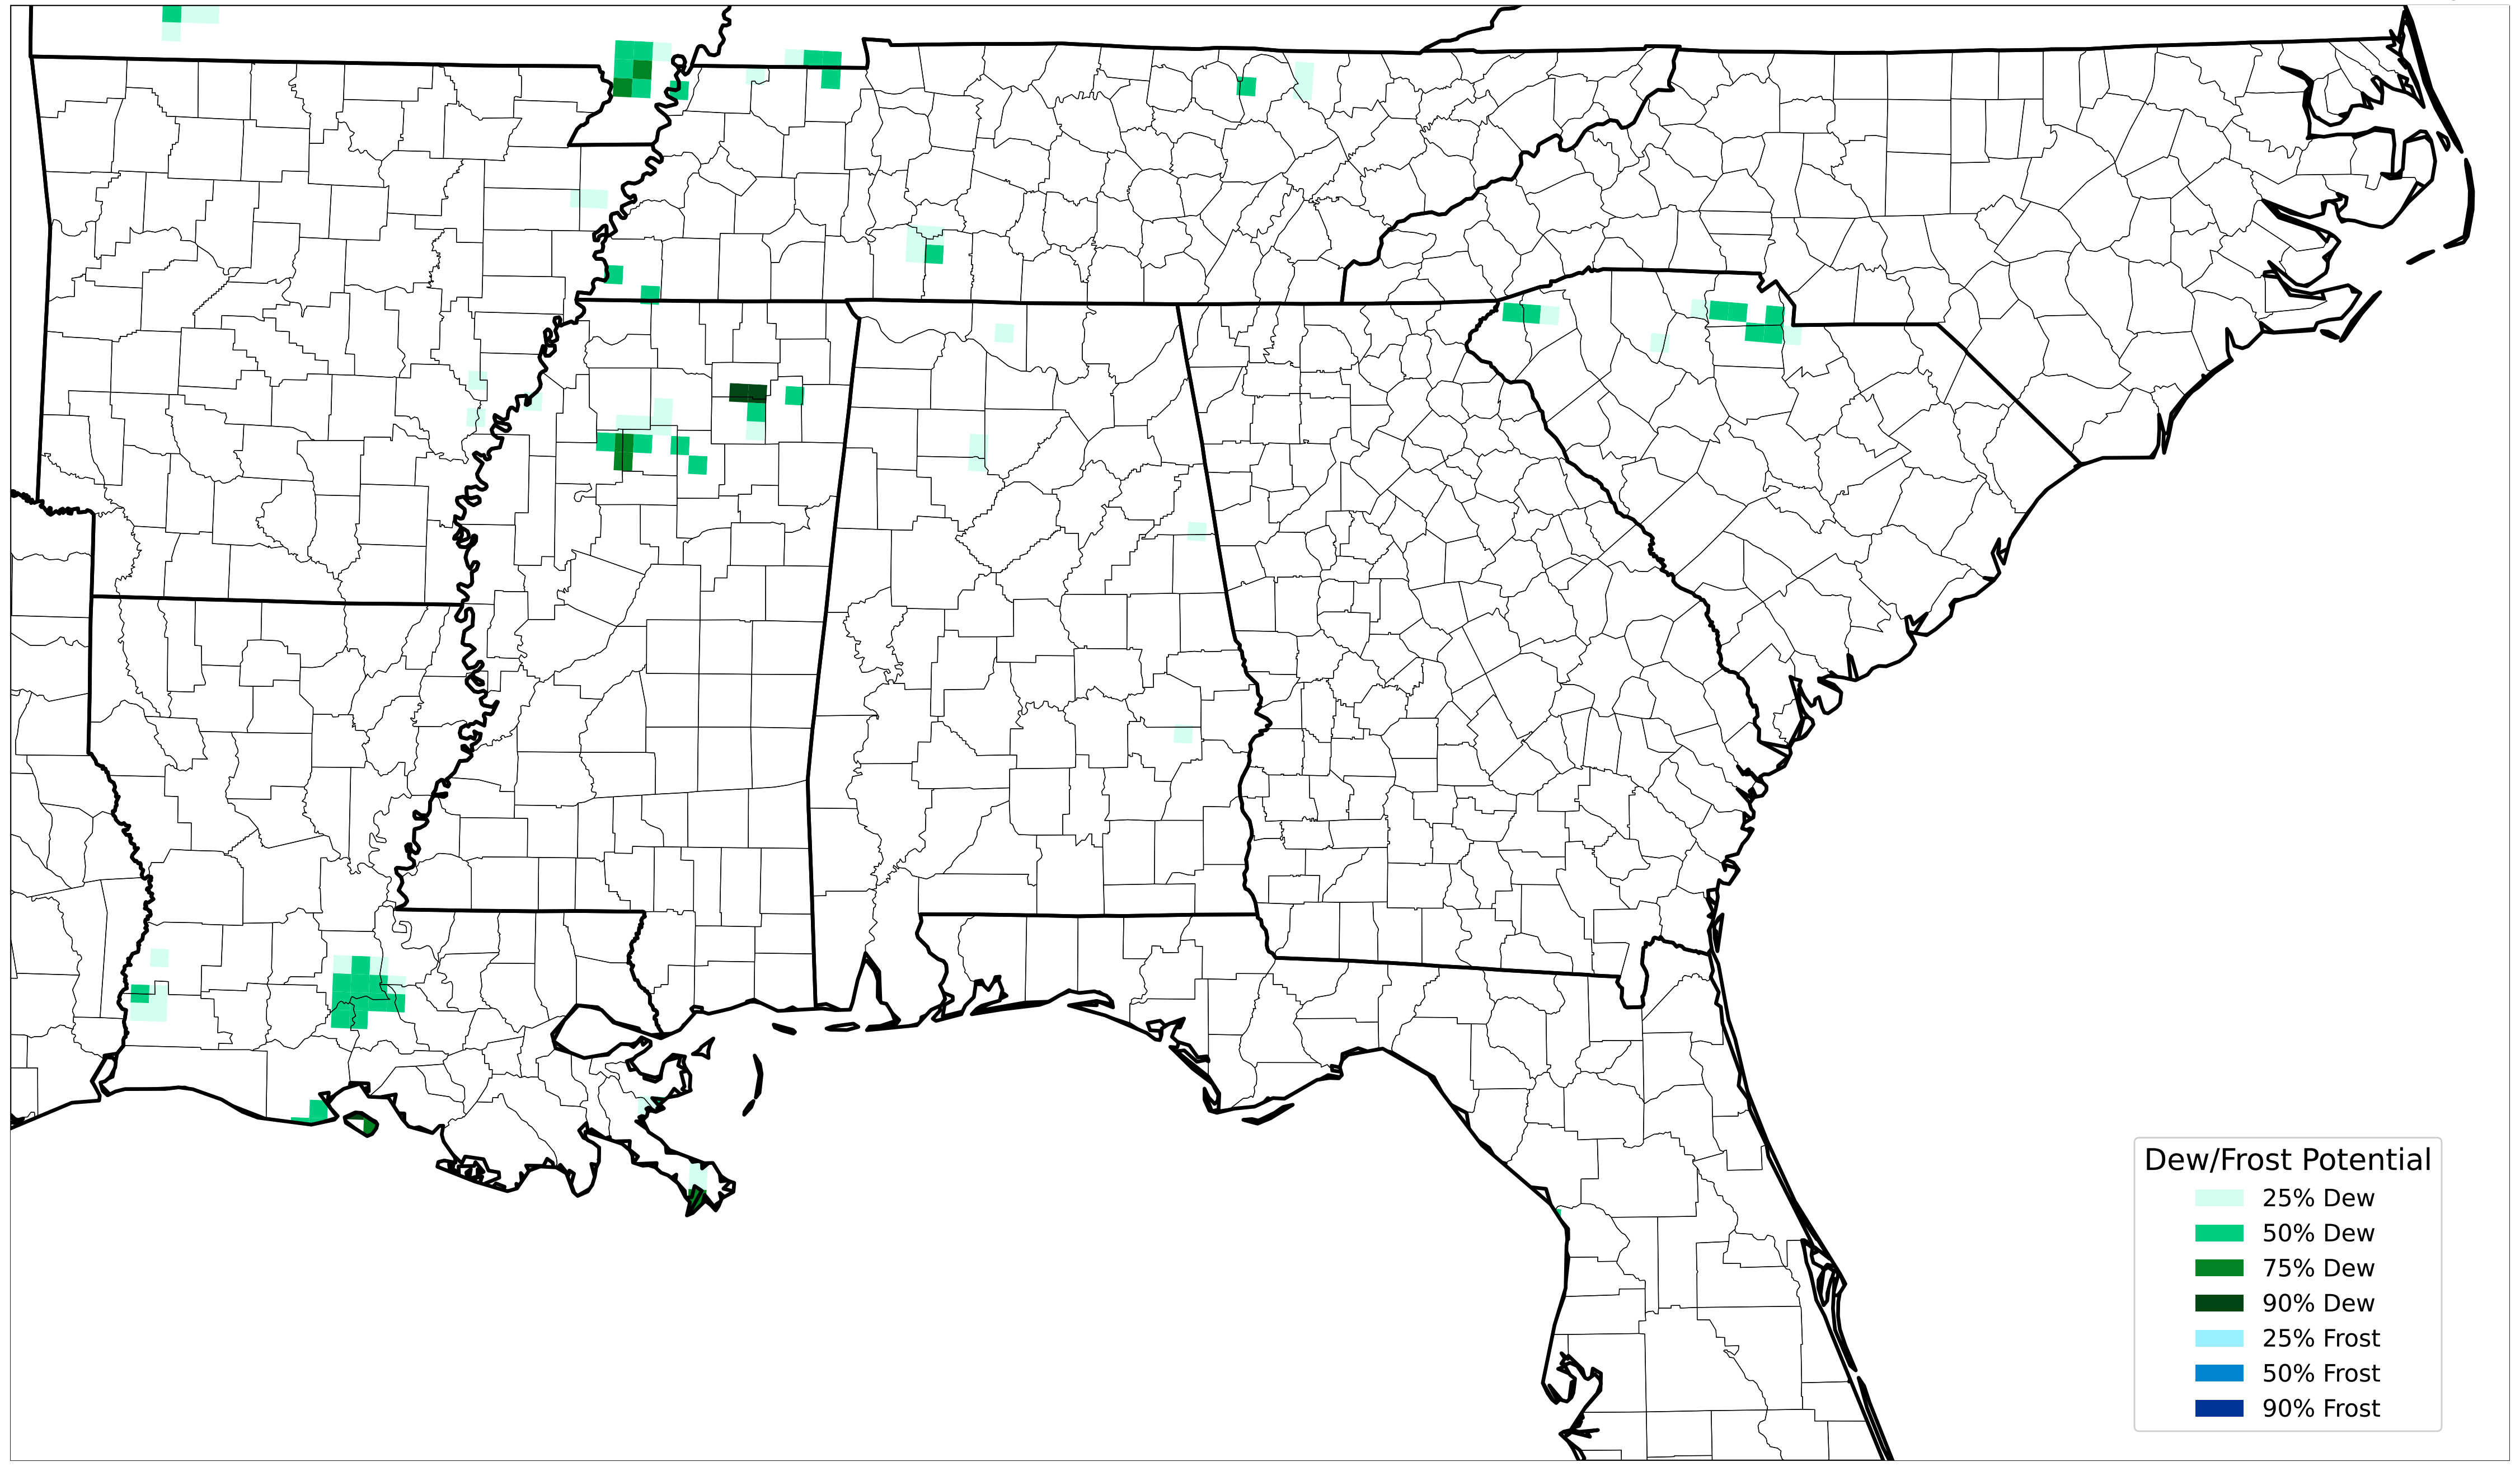 Dew/Frost Potential
25% Dew
50% Dew
75% Dew
90% Dew
25% Frost
50% Frost
90% Frost